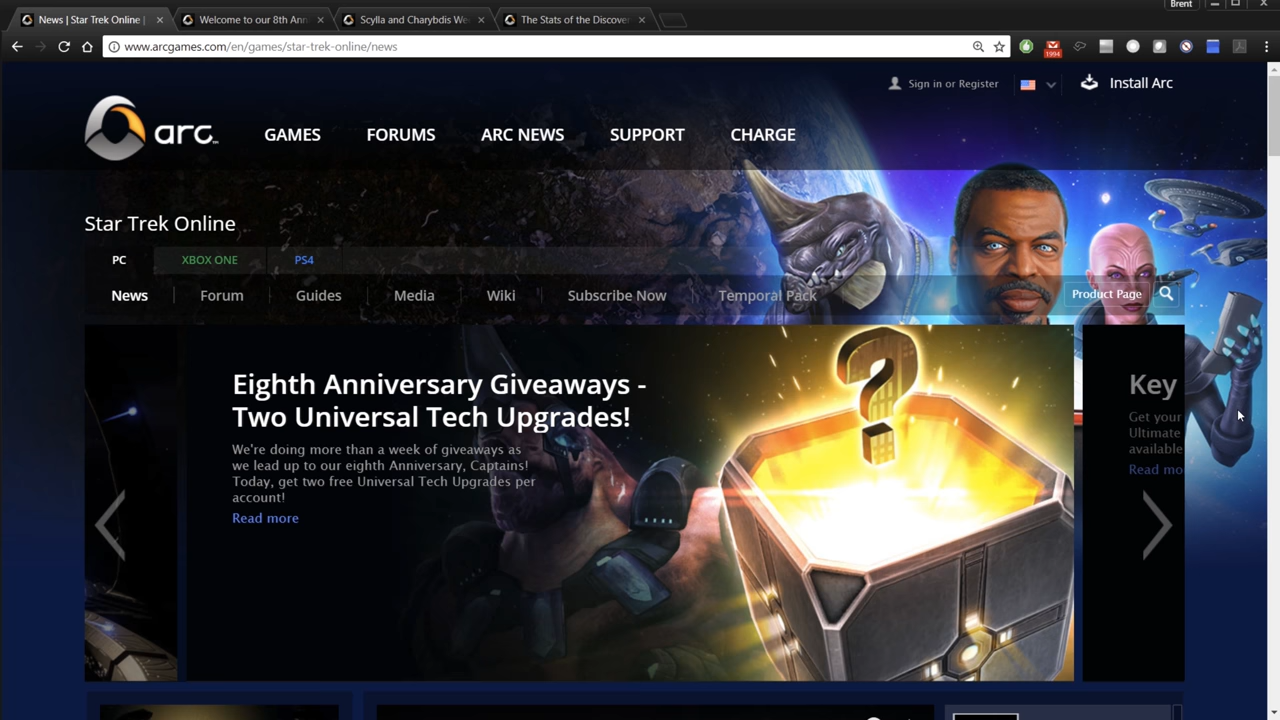 Brent
News | Star Trek Online |
Welcome to our 8th Ann
Scylla and Charybdis We
The Stats of the Discover
www.arcgames.com/en/games/star-trek-online/news
1994
Sign in or Register
Install Arc
arc
GAMES
FORUMS
ARC NEWS
SUPPORT
CHARGE
Star Trek Online
PC
XBOX ONE
PS4
News
Forum
Guides
Media
Wiki
Subscribe Now
Temporal Pack
Product Page
Eighth Anniversary Giveaways -
Two Universal Tech Upgrades!
We're doing more than a week of giveaways as
we lead up to our eighth Anniversary, Captains!
Today, get two free Universal Tech Upgrades per
account!
Read more
?
Key
Get your
Ultimate
available
Read mo